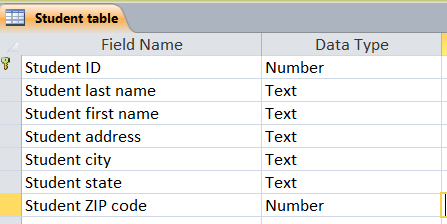 Student table
Field Name Data Type
Student ID Number
Student last name Text
Student first name Text
Student address Text
Student city Text
Student state Text
Student ZIP code Number